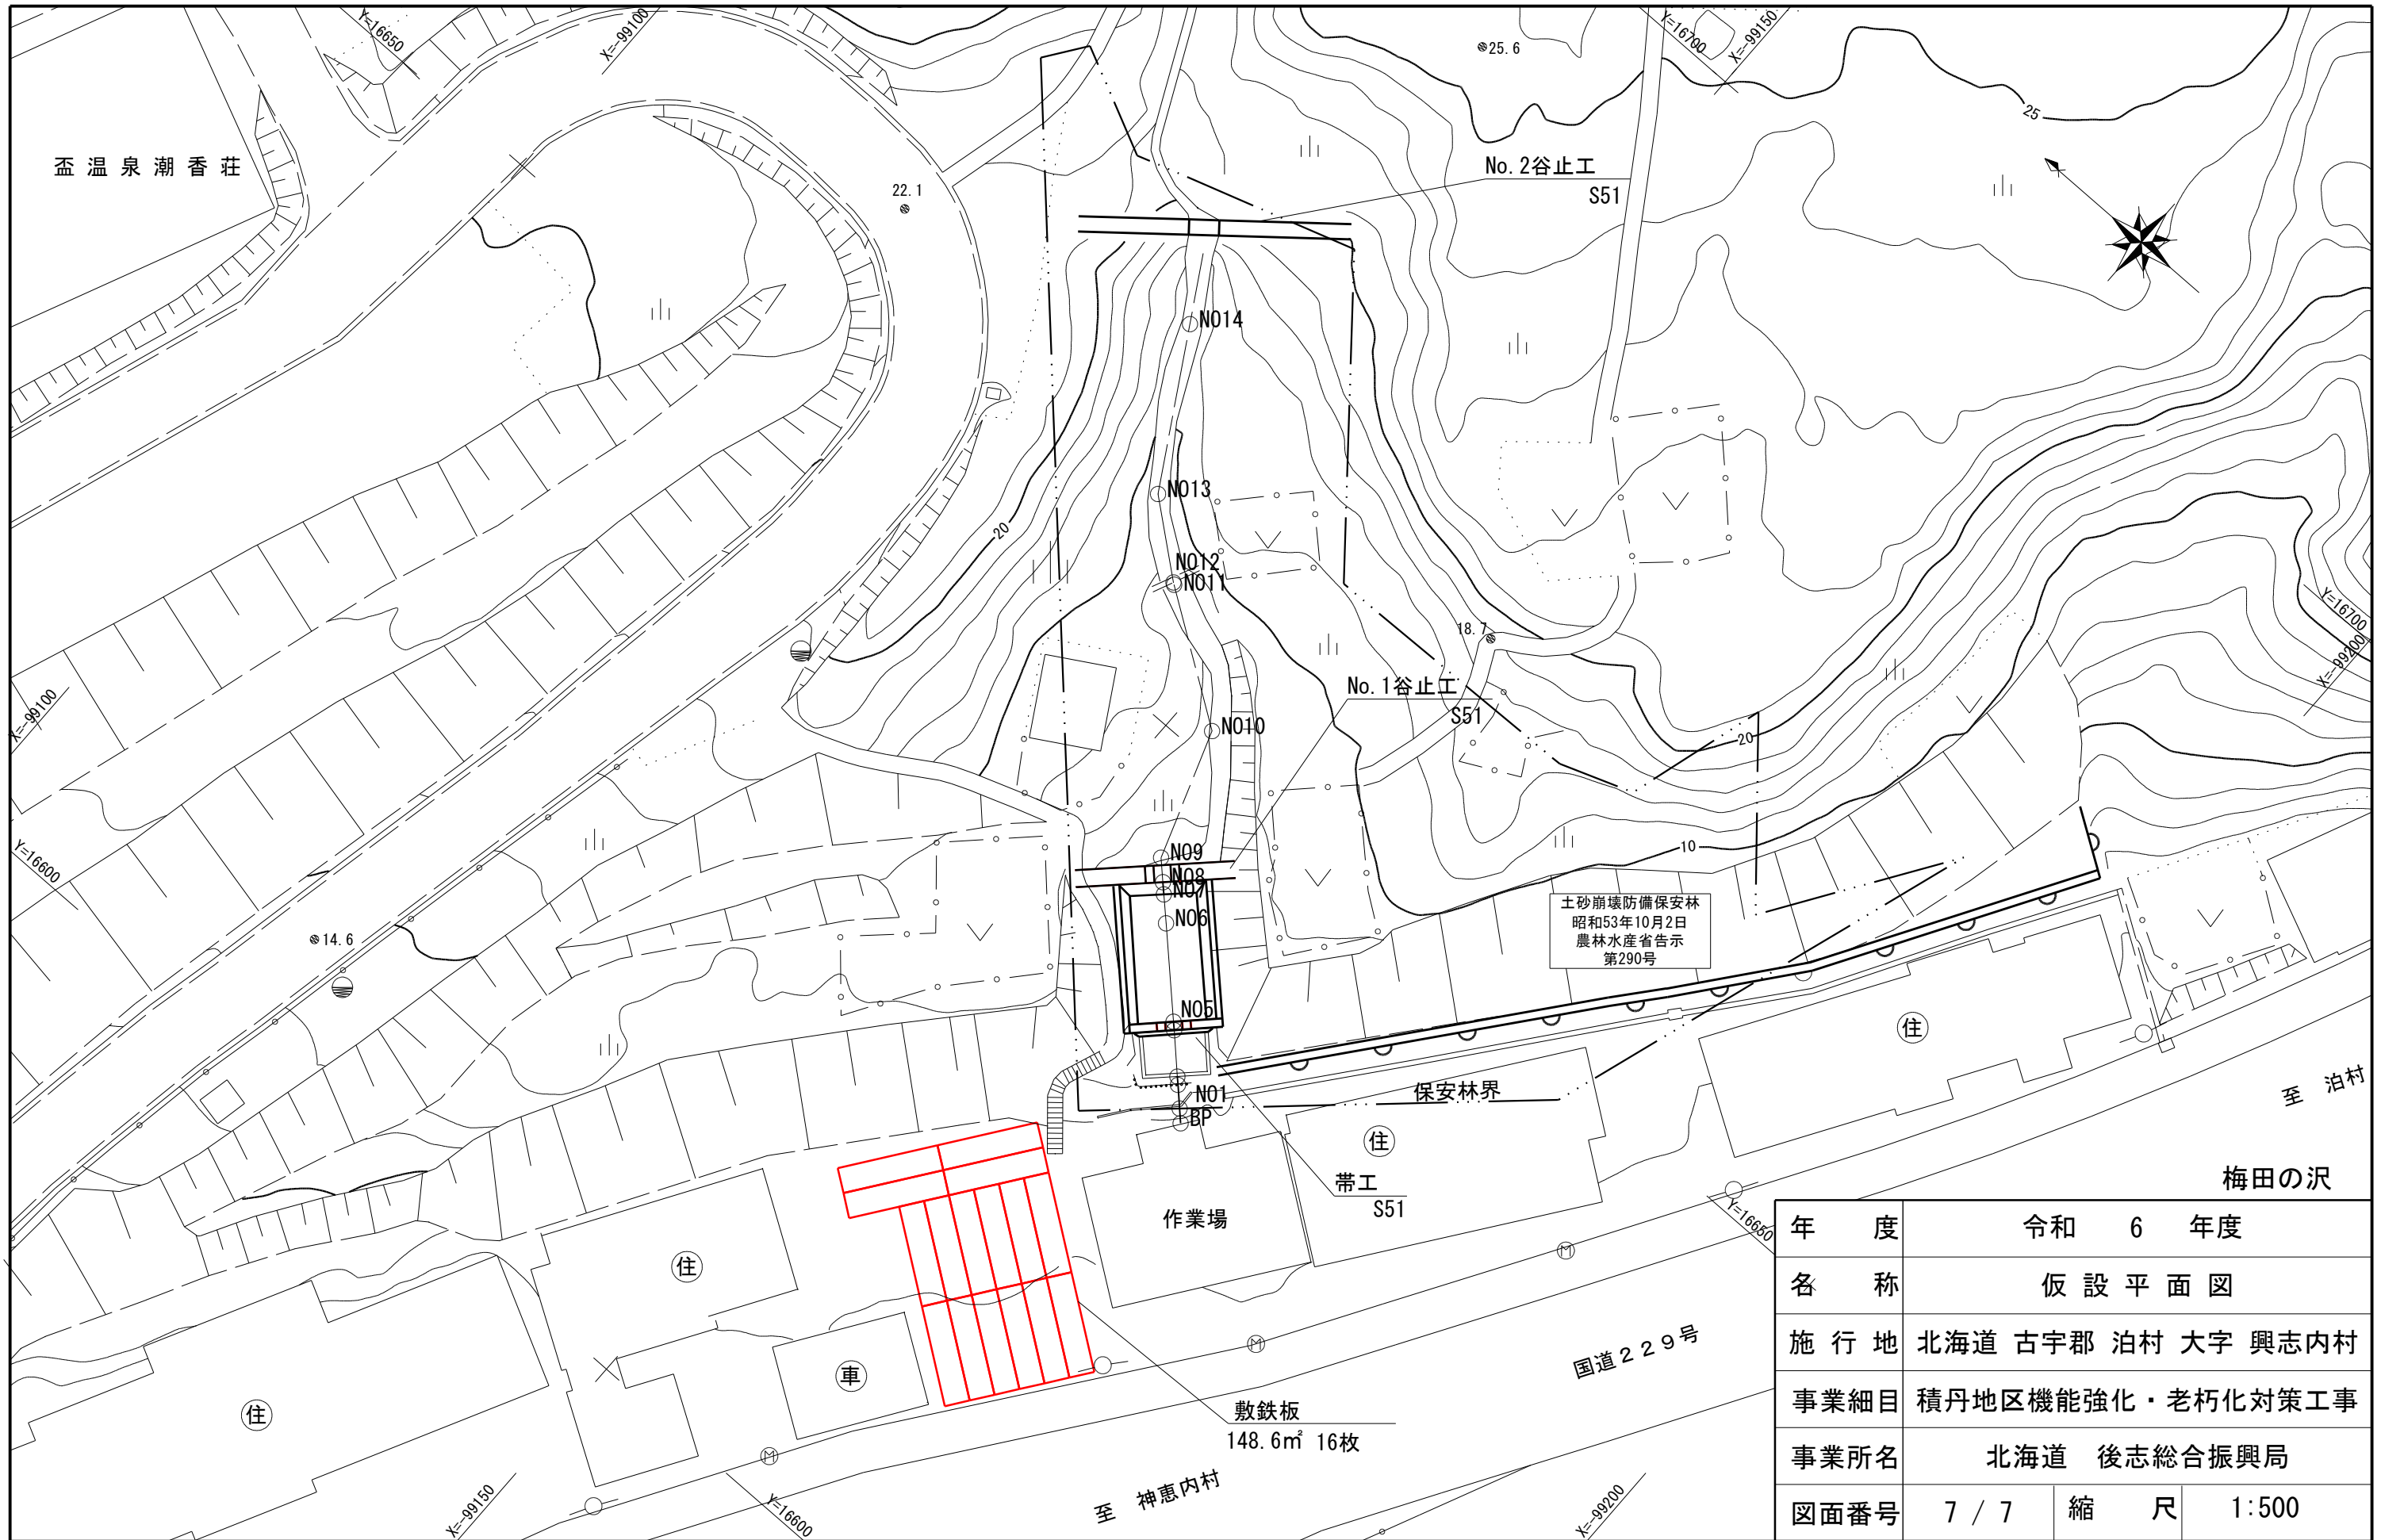 Y=16650
X=-99100
Y=16700
X=-99150
25.6
25
盃温泉潮香荘
22.1
No.2谷止工
S51
NO14
NO13
20
NO12
NO11
Y=16700
X=-99200
18.7
No.1谷止工
S51
X=-99100
NO10
20
Y=16600
10
NO9
NO8
NO7
NO6
土砂崩壊防備保安林
昭和53年10月2日
農林水産省告示
第290号
14.6
NO5
住
NO1
BP
保安林界
至 泊村
住
帯工
S51
作業場
梅田の沢
Y=16650
住
車
住
国道229号
敷鉄板
148.6㎡ 16枚
至 神恵内村
X=-99150
Y=16600
X=-99200
年 度 令和 6 年度
名 称 仮設平面図
施行地 北海道 古宇郡 泊村 大字 興志内村
事業細目 積丹地区機能強化・老朽化対策工事
事業所名 北海道 後志総合振興局
図面番号 7 / 7 縮 尺 1:500